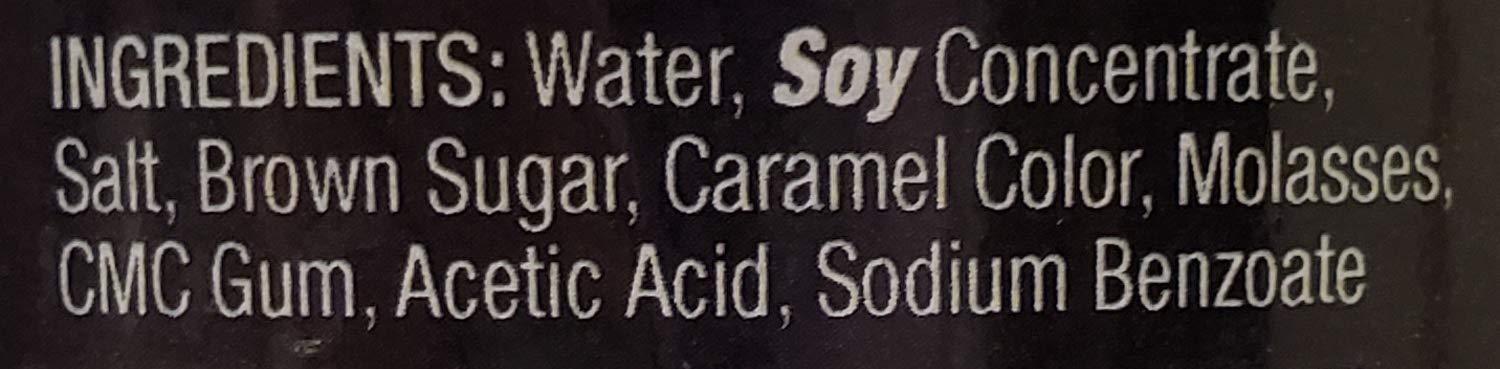 INGREDIENTS: Water, Soy Concentrate,
Salt, Brown Sugar, Caramel Color, Molasses,
CMC Gum, Acetic Acid, Sodium Benzoate